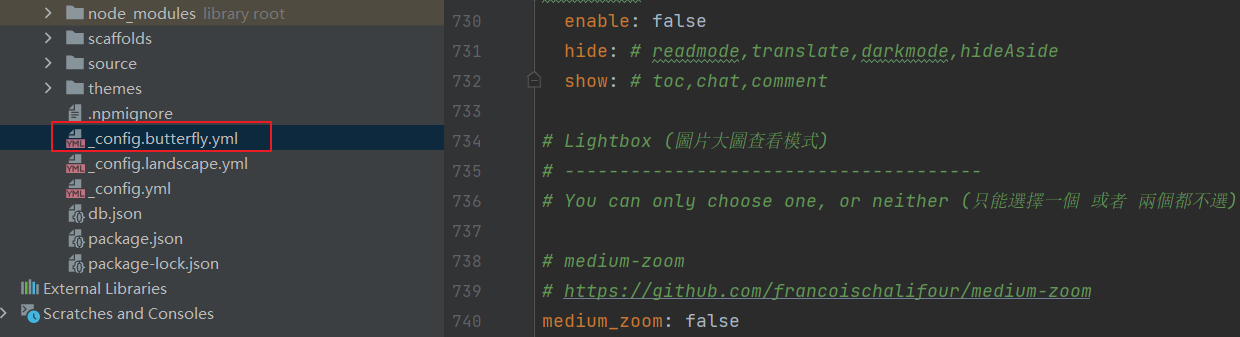 node_modules library root
scaffolds
source
themes
.npmignore
_config.butterfly.yml
_config.landscape.yml
_config.yml
db.json
package.json
package-lock.json
External Libraries
Scratches and Consoles
730 enable: false
731 hide: # readmode,translate,darkmode,hideAside
732 show: # toc,chat,comment
733
734 # Lightbox (圖片大圖查看模式)
735 # --------------------------------------
736 # You can only choose one, or neither (只能選擇一個 或者 兩個都不選)
737
738 # medium-zoom
739 # https://github.com/francoischalifour/medium-zoom
740 medium_zoom: false